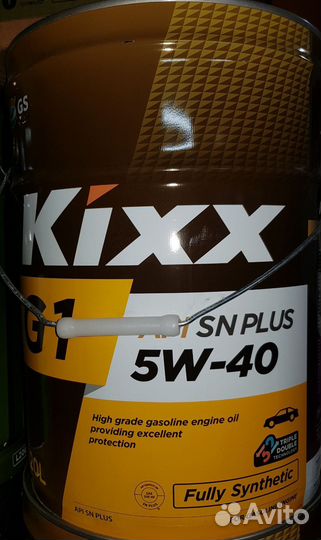 GS
Kixx
G1
API SN PLUS
5W-40
High grade gasoline engine oil
providing excellent
protection
TRIPLE
DOUBLE
TECHNOLOGY
Fully Synthetic
API SN PLUS
Avito